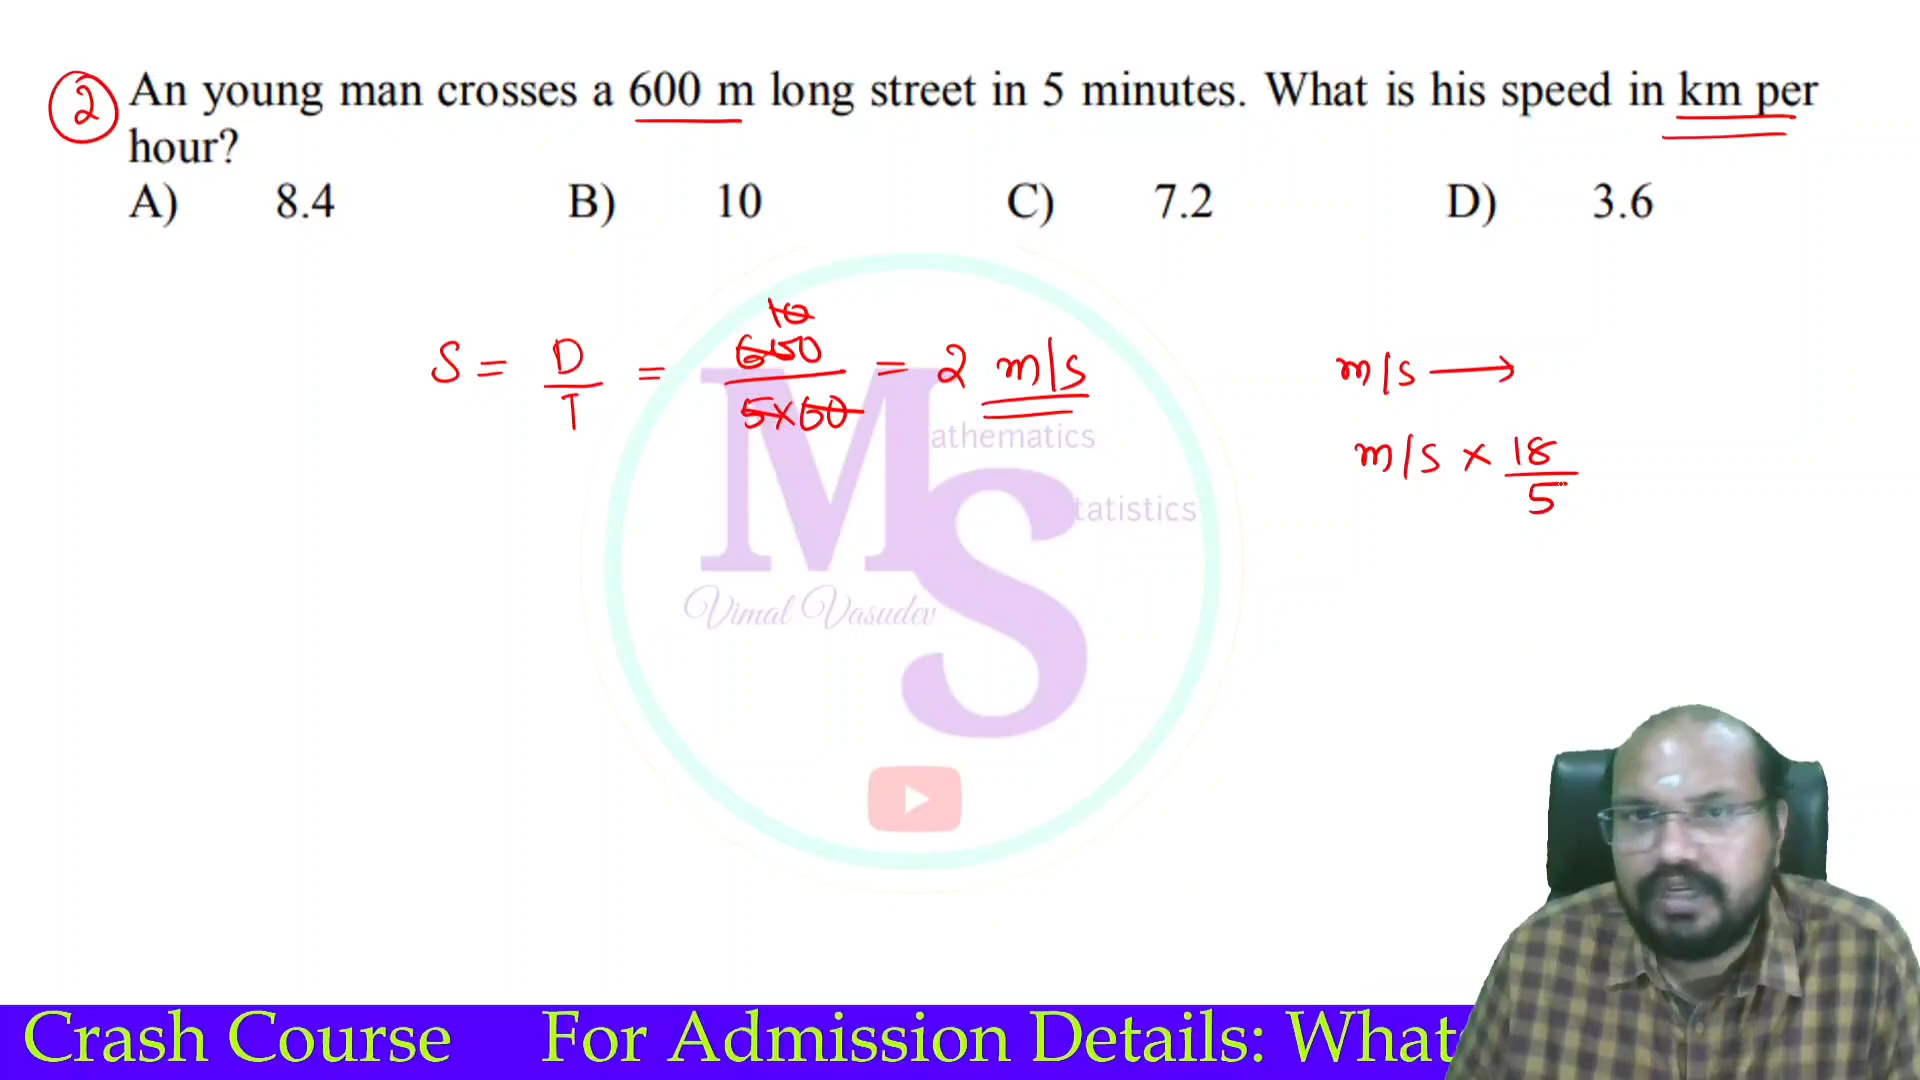 2 An young man crosses a 600 m long street in 5 minutes. What is his speed in km per
hour?
A) 8.4 B) 10 C) 7.2 D) 3.6
S = D/T = 600/5×60 = 2 m/s
10
m/s →
m/s × 18/5
M athematics
S tatistics
Vimal Vasudev
Crash Course For Admission Details: What